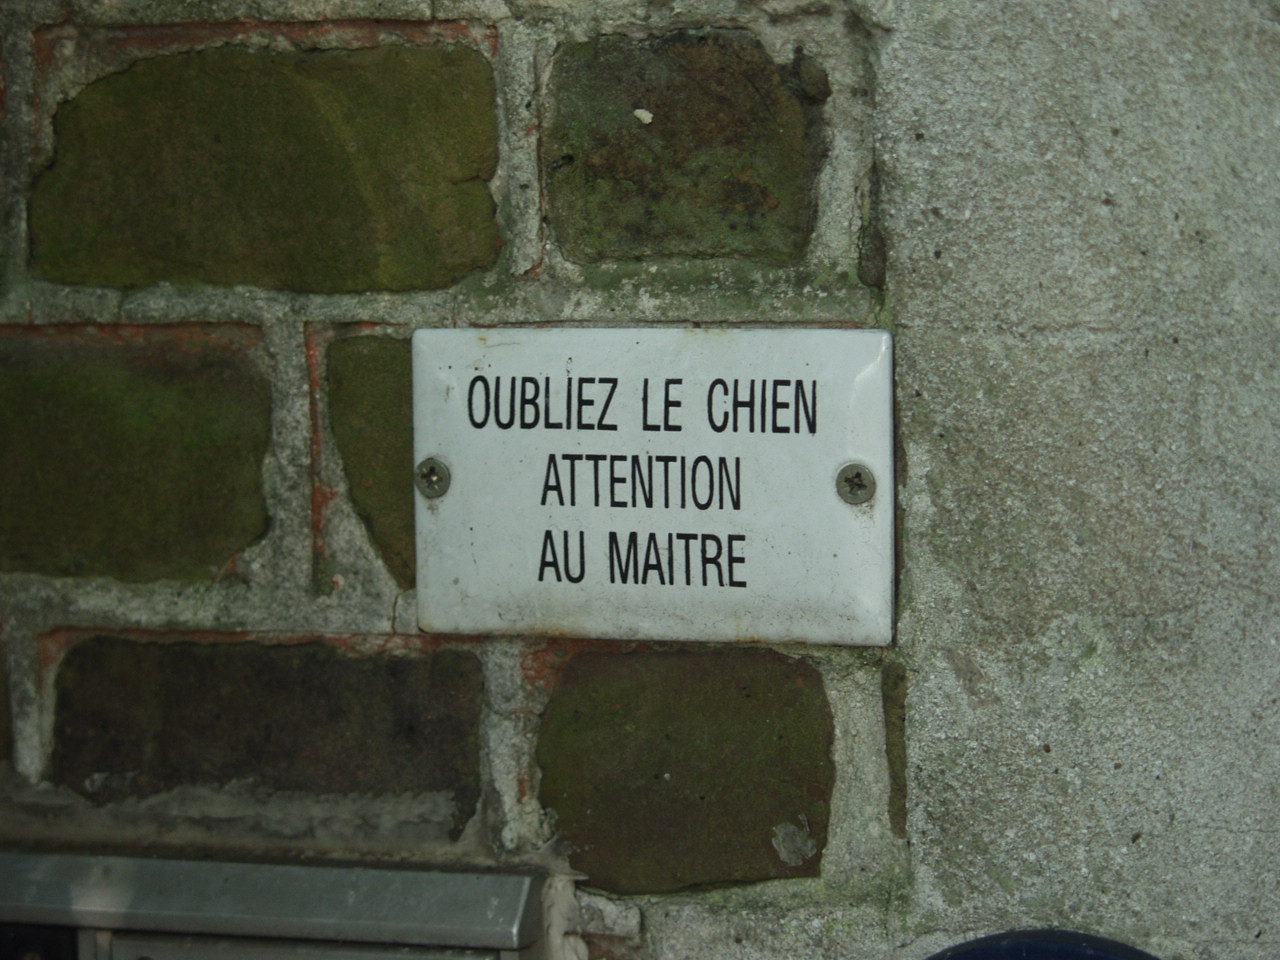 OUBLIEZ LE CHIEN
ATTENTION
AU MAITRE